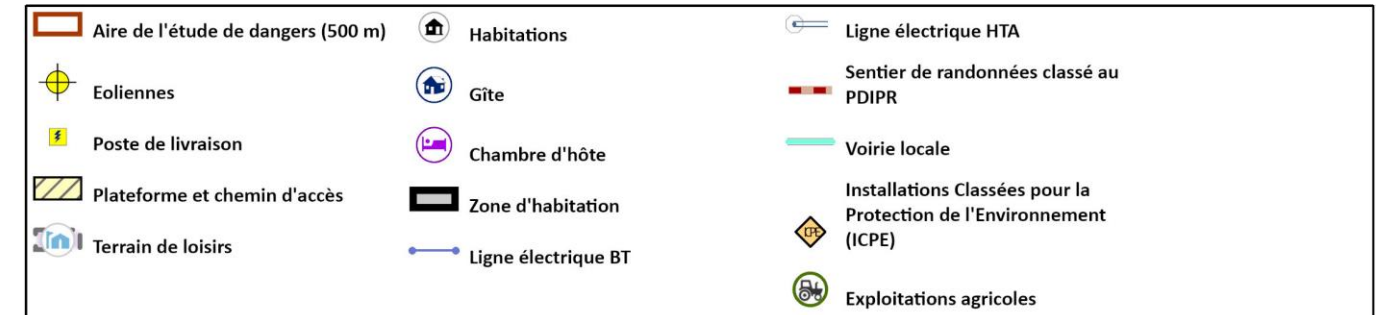 Aire de l'étude de dangers (500 m)
Eoliennes
Poste de livraison
Plateforme et chemin d'accès
Terrain de loisirs
Habitations
Gîte
Chambre d'hôte
Zone d'habitation
Ligne électrique BT
Ligne électrique HTA
Sentier de randonnées classé au
PDIPR
Voirie locale
Installations Classées pour la
Protection de l'Environnement
(ICPE)
ICPE
Exploitations agricoles